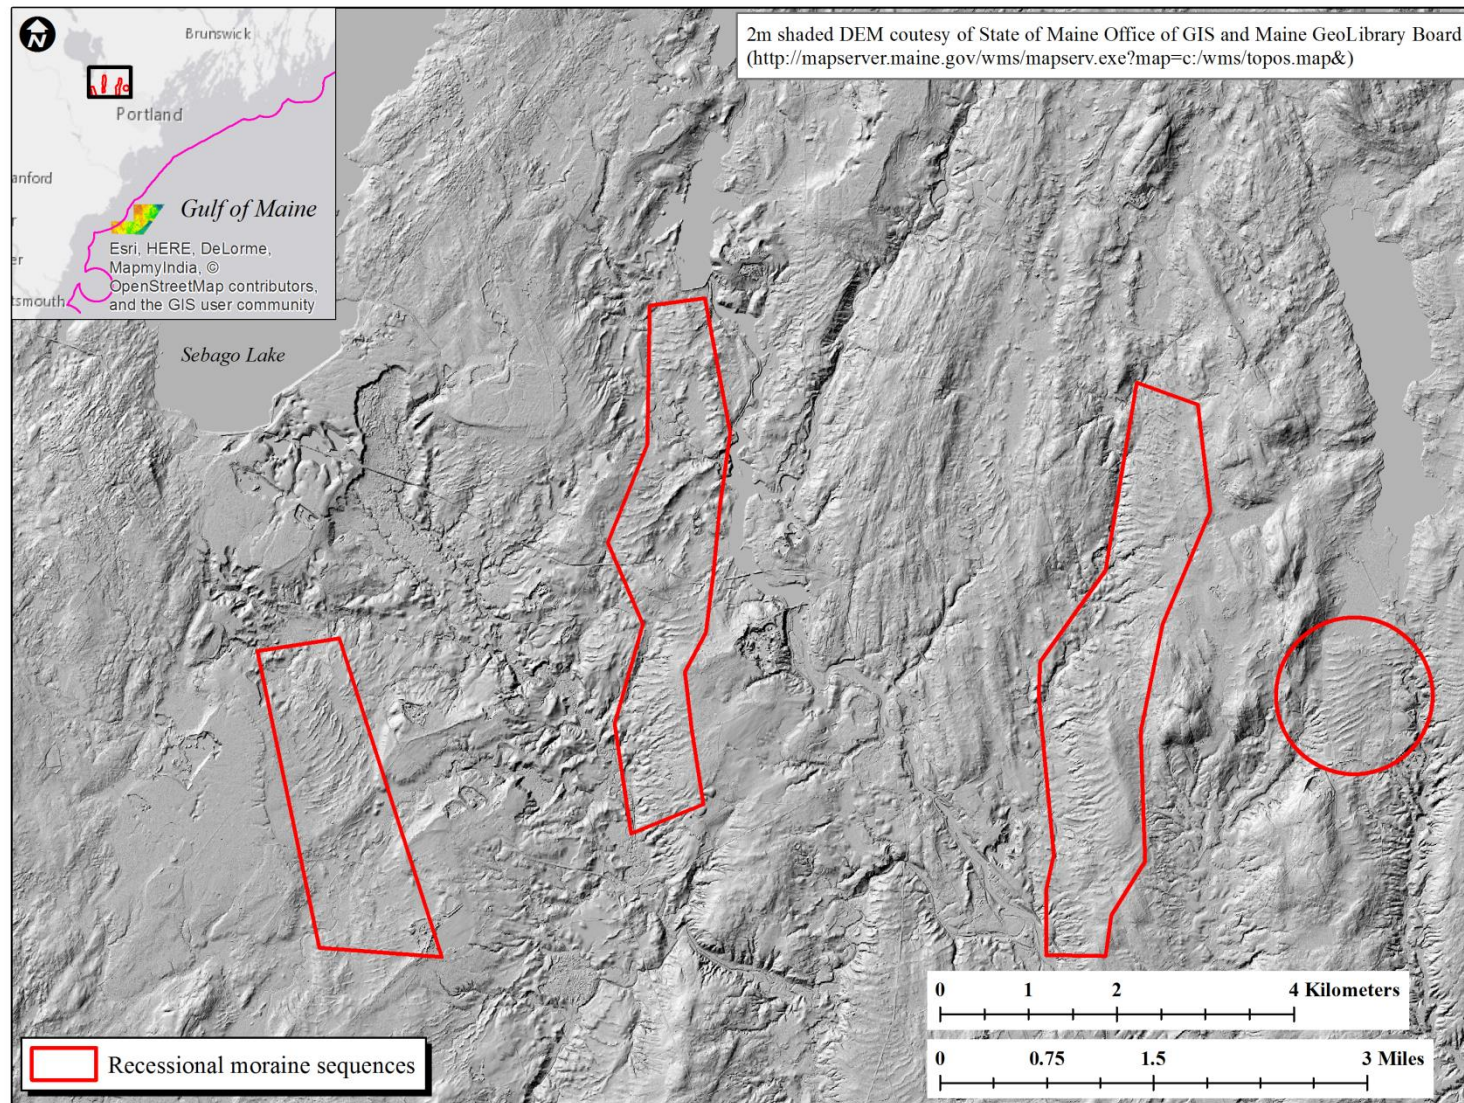 N
Brunswick
Portland
anford
er
Gulf of Maine
Esri, HERE, DeLorme,
MapmyIndia, ©
OpenStreetMap contributors,
and the GIS user community
tsmouth
2m shaded DEM coutesy of State of Maine Office of GIS and Maine GeoLibrary Board
(http://mapserver.maine.gov/wms/mapserv.exe?map=c:/wms/topos.map&)
Sebago Lake
Recessional moraine sequences
0 1 2 4 Kilometers
0 0.75 1.5 3 Miles